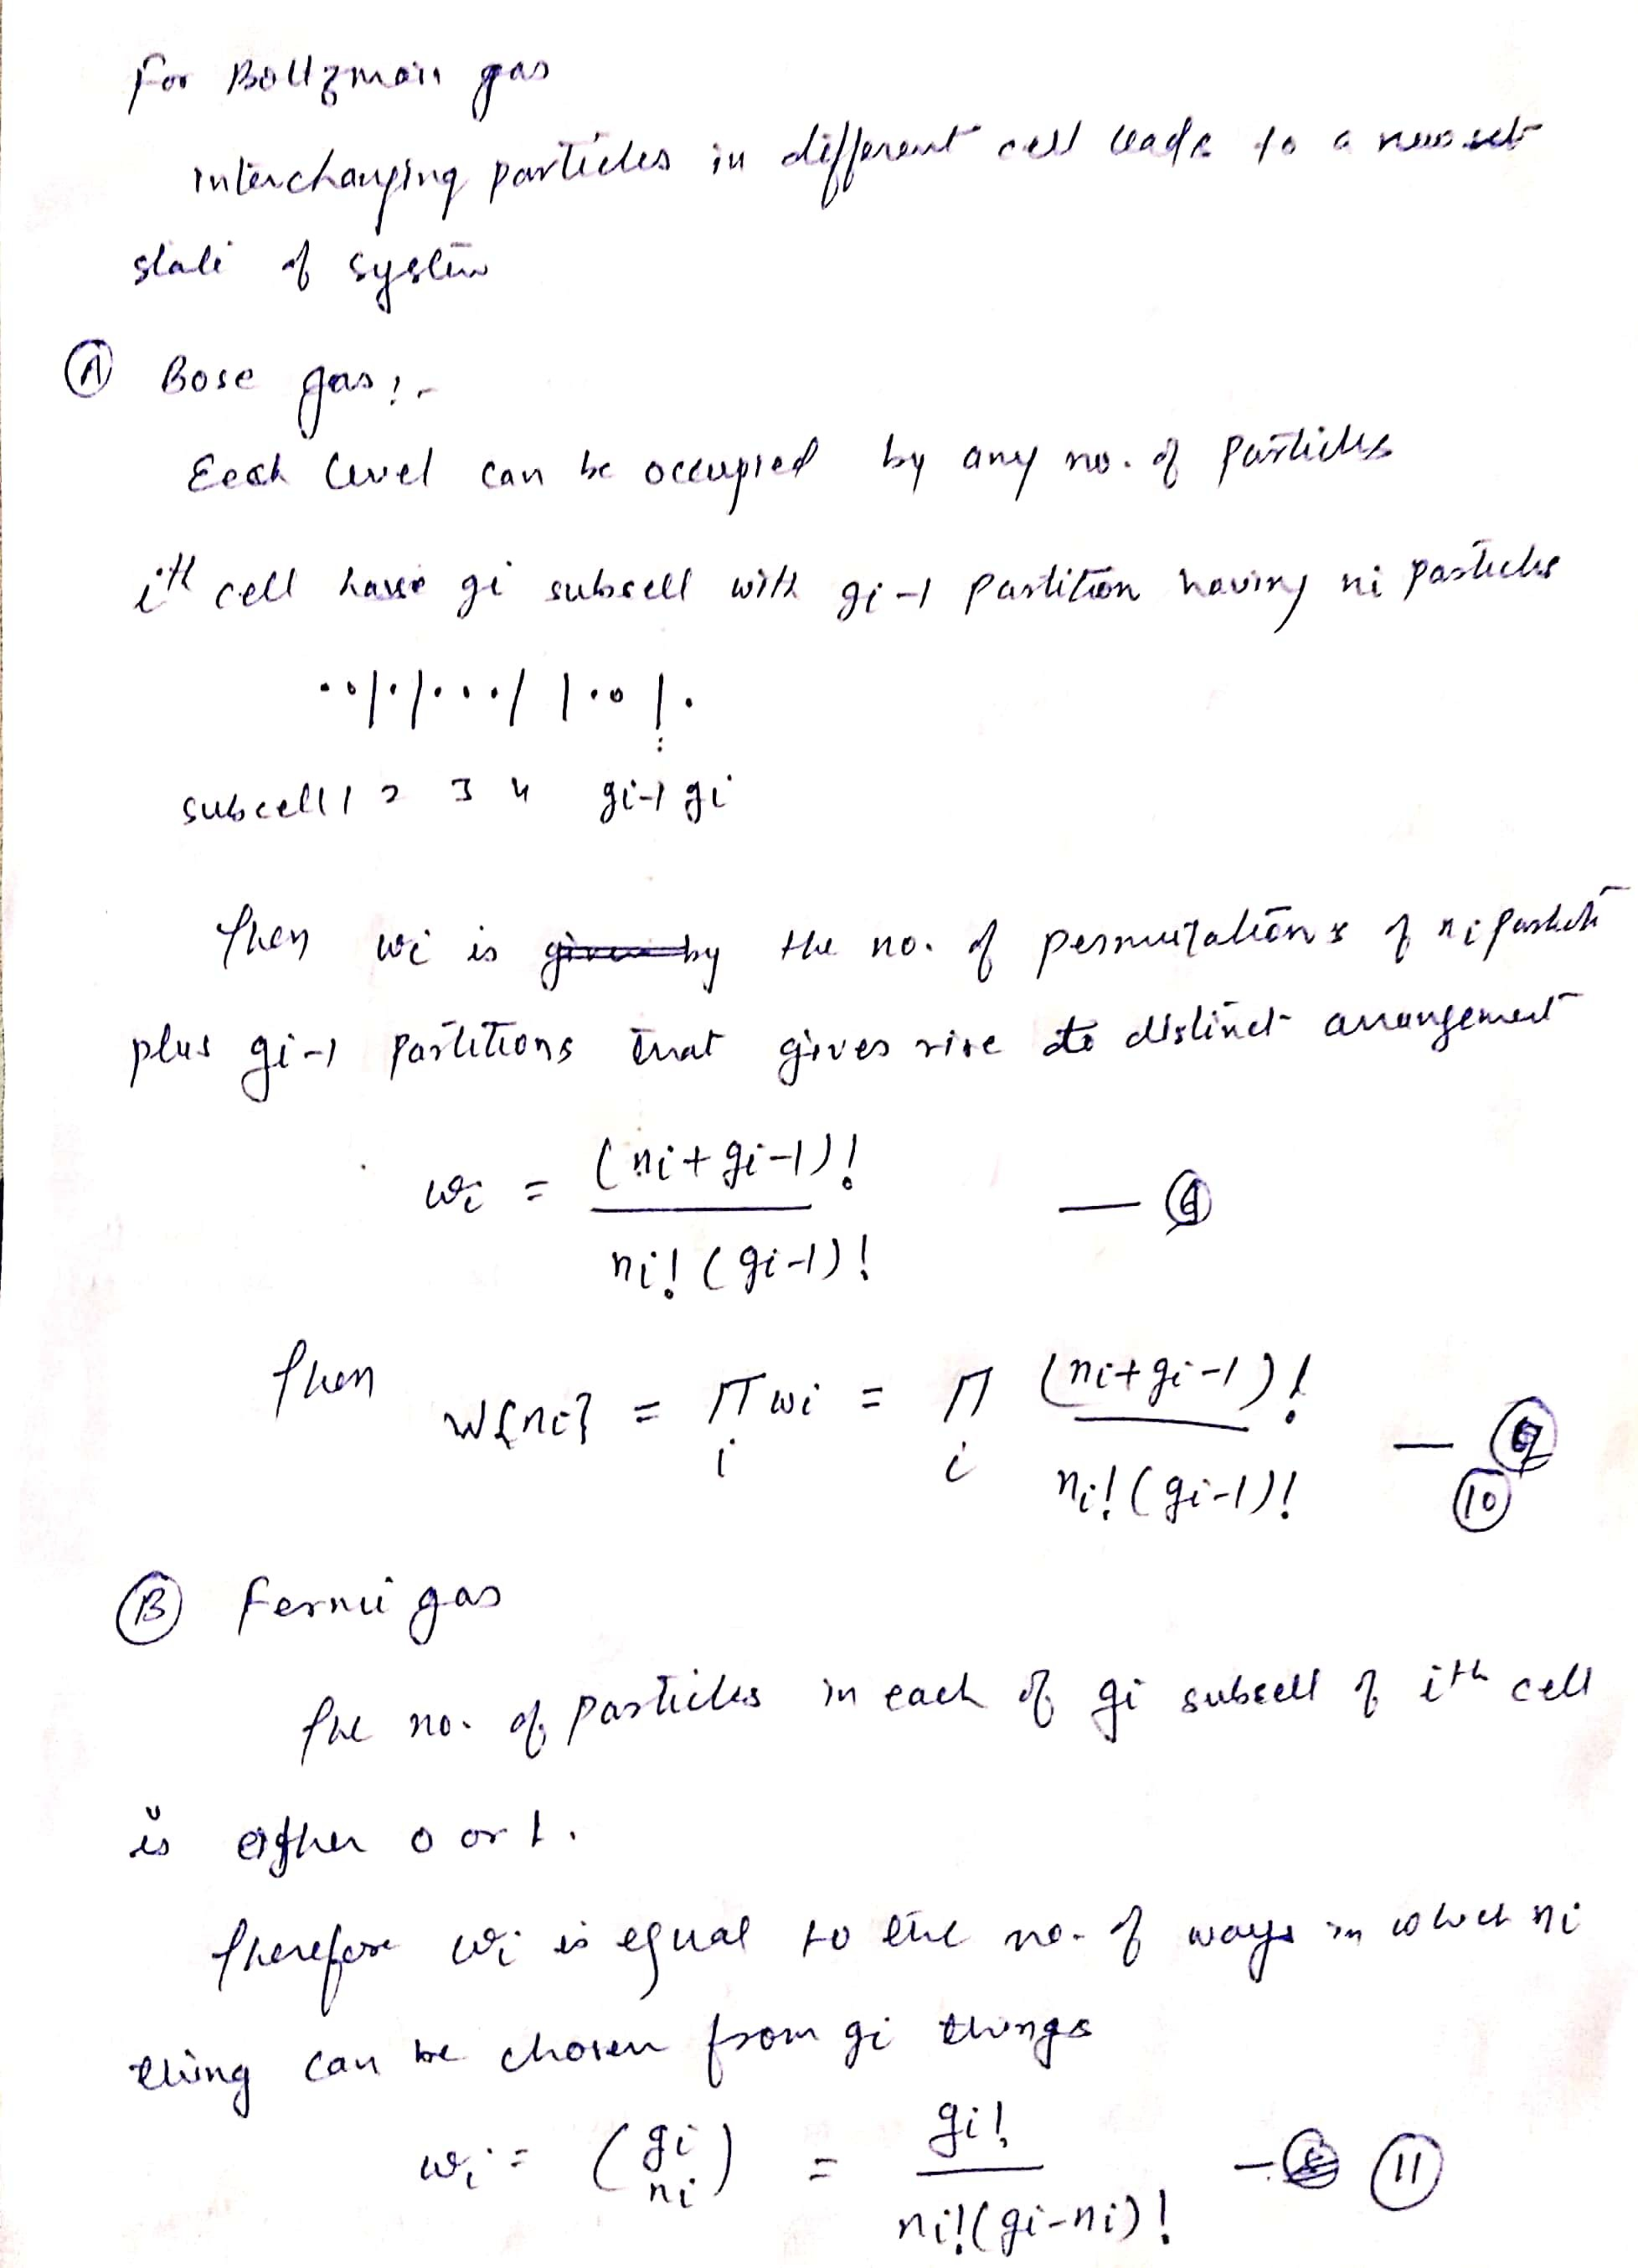 For Boltzman gas
interchanging particles in different cell leads to a new
state of system
(A) Bose gas :-
Each level can be occupied by any no. of particles
ith cell have gi subcell with gi-1 partition having ni particles
..|.|....| |..|.
subcell 1 2 3 4 gi-1 gi
Then wi is the no. of permutations of ni
plus gi-1 partitions that gives rise to distinct arrangement
wi = (ni+gi-1)! / ni! (gi-1)! — (9)
Then W{ni} = Π_i wi = Π_i (ni+gi-1)! / ni! (gi-1)! — (10)
(B) Fermi gas
The no. of particles in each of gi subcell of ith cell
is either 0 or 1.
Therefore wi is equal to the no. of ways in which ni
thing can be chosen from gi things
wi = (gi ni) = gi! / ni!(gi-ni)! — (11)